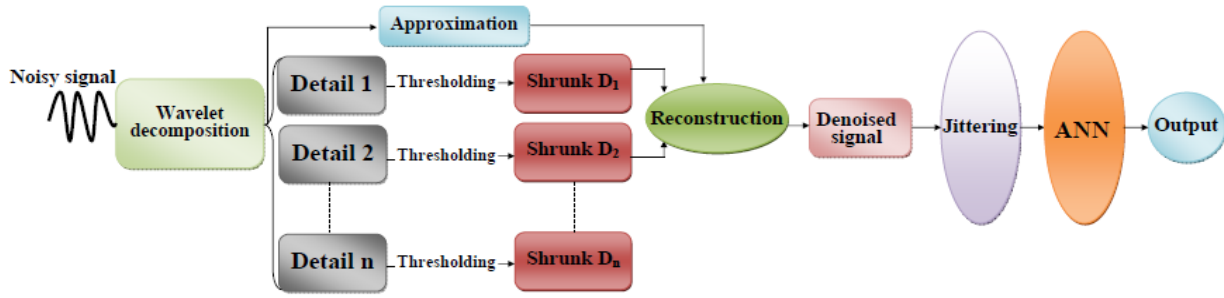 Approximation
Noisy signal
Wavelet
decomposition
Detail 1
Thresholding
Shrunk D₁
Detail 2
Thresholding
Shrunk D₂
Detail n
Thresholding
Shrunk Dₙ
Reconstruction
Denoised
signal
Jittering
ANN
Output